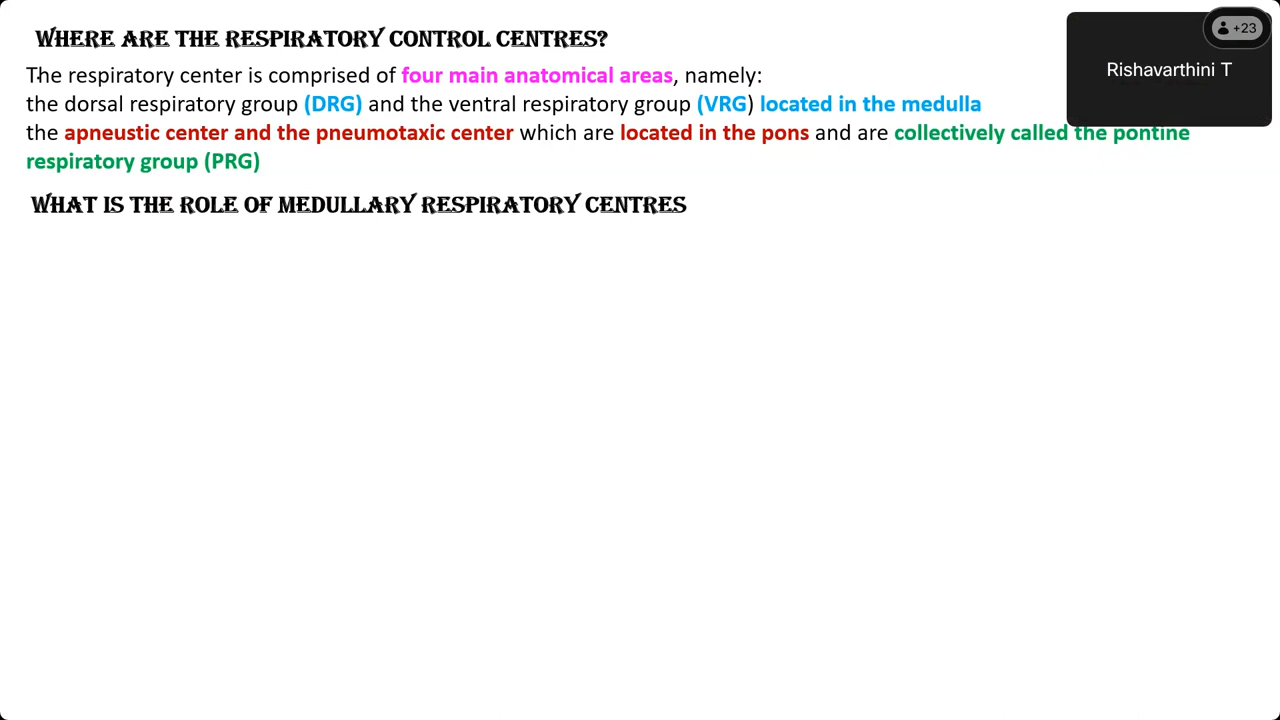 WHERE ARE THE RESPIRATORY CONTROL CENTRES?
+23
Rishavarthini T
The respiratory center is comprised of four main anatomical areas, namely:
the dorsal respiratory group (DRG) and the ventral respiratory group (VRG) located in the medulla
the apneustic center and the pneumotaxic center which are located in the pons and are collectively called the pontine
respiratory group (PRG)
WHAT IS THE ROLE OF MEDULLARY RESPIRATORY CENTRES